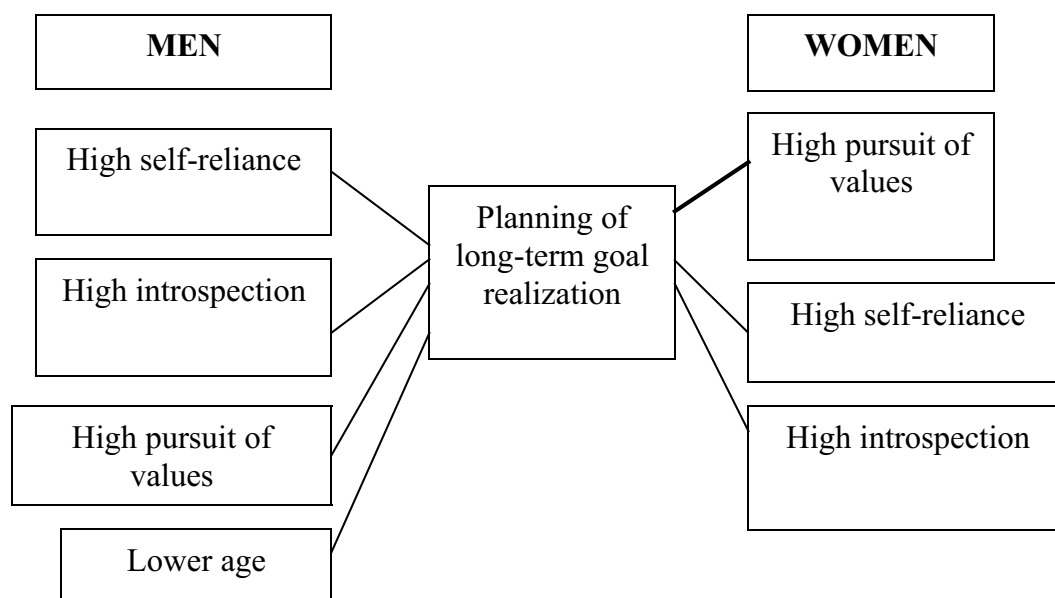 MEN
WOMEN
High self-reliance
High introspection
High pursuit of
values
Lower age
Planning of
long-term goal
realization
High pursuit of
values
High self-reliance
High introspection